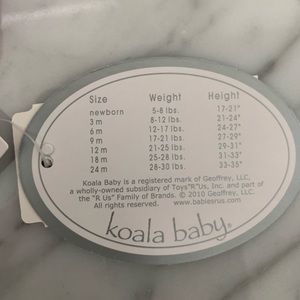 Size Weight Height
newborn 5-8 lbs. 17-21"
3 m 8-12 lbs. 21-24"
6 m 12-17 lbs. 24-27"
9 m 17-21 lbs. 27-29"
12 m 21-25 lbs. 29-31"
18 m 25-28 lbs. 31-33"
24 m 28-30 lbs. 33-35"
Koala Baby is a registered mark of Geoffrey, LLC,
a wholly-owned subsidiary of Toys"R"Us, Inc. and part of
the "R Us" Family of Brands. © 2010 Geoffrey, LLC.
All rights reserved. www.babiesrus.com
koala baby®